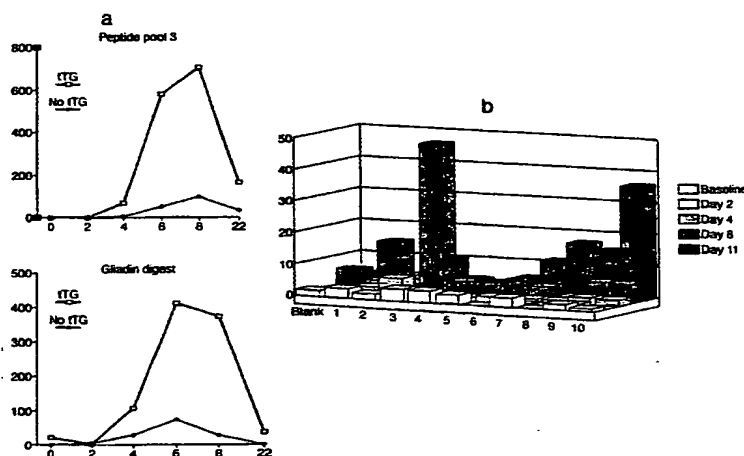 a
Peptide pool 3
800
600
400
200
0
tTG
No tTG
0 2 4 6 8 22
Gliadin digest
500
400
300
200
100
0
tTG
No tTG
0 2 4 6 8 22
b
50
40
30
20
10
0
Blank 1 2 3 4 5 6 7 8 9 10
Baseline
Day 2
Day 4
Day 8
Day 11